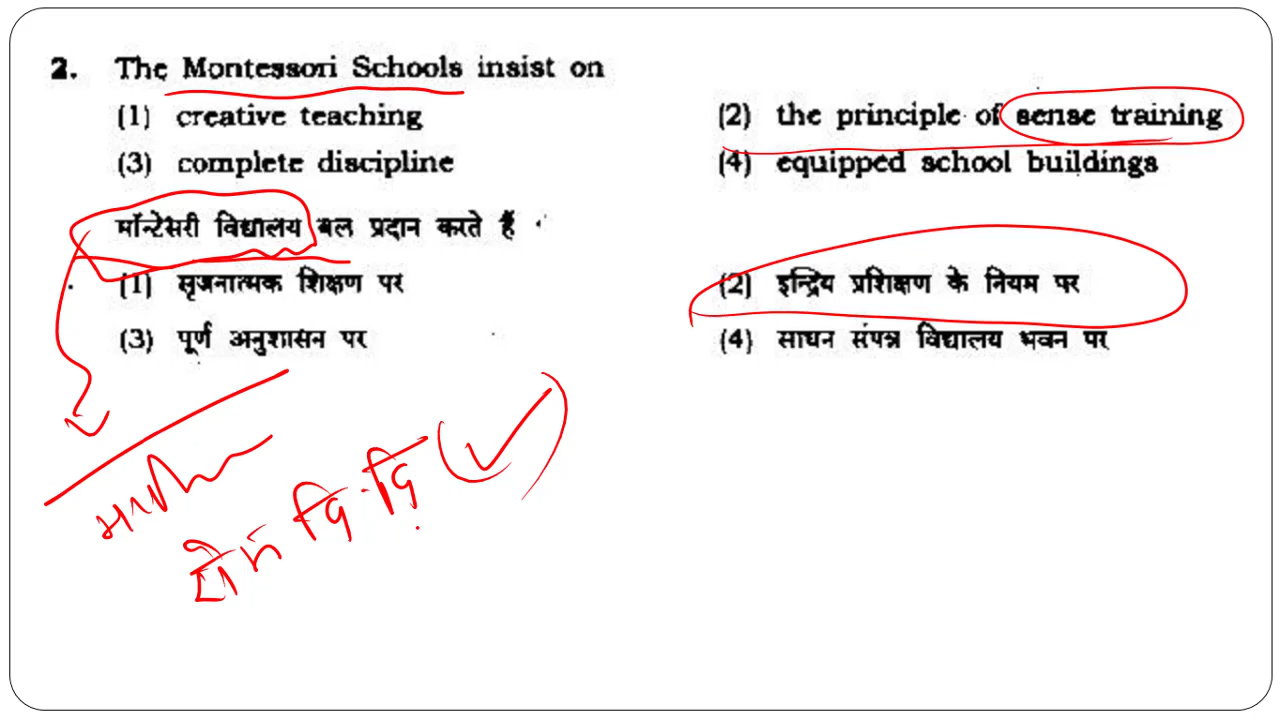 2. The Montessori Schools insist on
(1) creative teaching
(2) the principle of sense training
(3) complete discipline
(4) equipped school buildings
मॉन्टेसरी विद्यालय बल प्रदान करते हैं
(1) सृजनात्मक शिक्षण पर
(2) इन्द्रिय प्रशिक्षण के नियम पर
(3) पूर्ण अनुशासन पर
(4) साधन संपन्न विद्यालय भवन पर